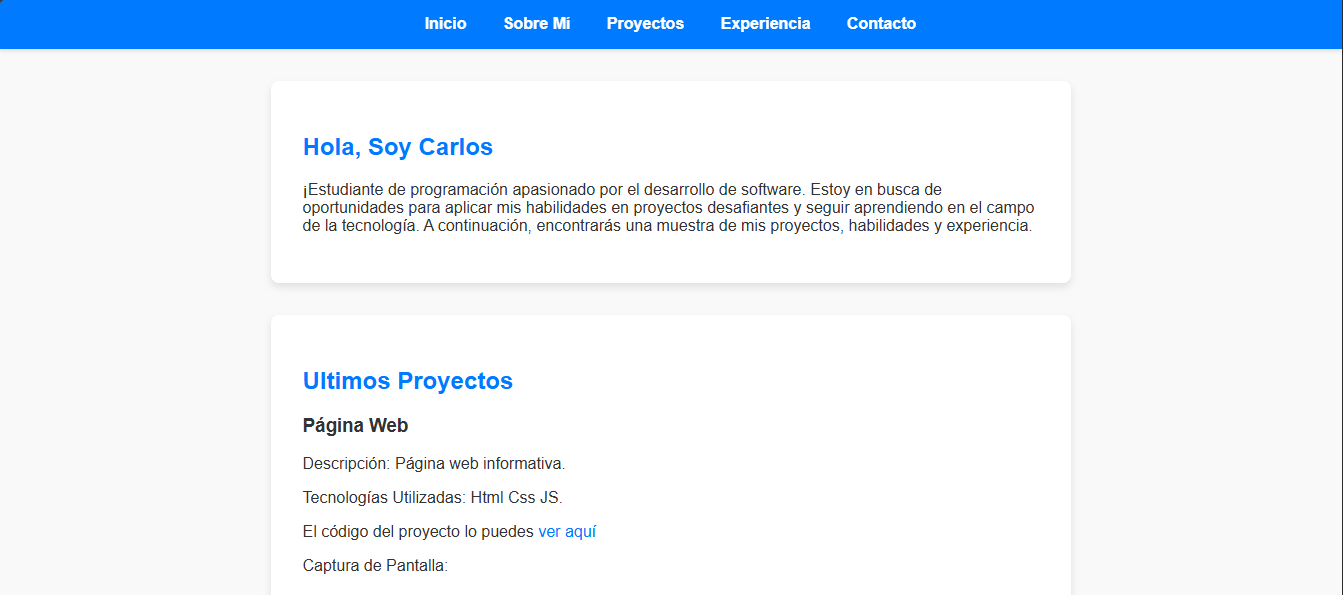 Inicio Sobre Mí Proyectos Experiencia Contacto
Hola, Soy Carlos
¡Estudiante de programación apasionado por el desarrollo de software. Estoy en busca de
oportunidades para aplicar mis habilidades en proyectos desafiantes y seguir aprendiendo en el campo
de la tecnología. A continuación, encontrarás una muestra de mis proyectos, habilidades y experiencia.
Ultimos Proyectos
Página Web
Descripción: Página web informativa.
Tecnologías Utilizadas: Html Css JS.
El código del proyecto lo puedes ver aquí
Captura de Pantalla: